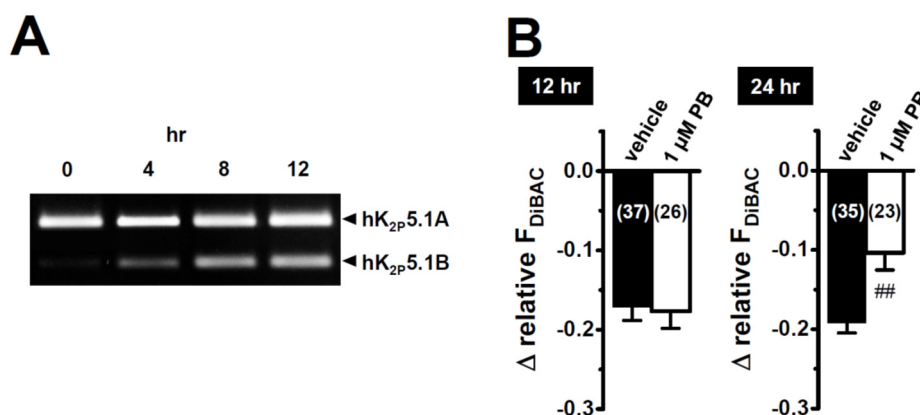 A
hr
0 4 8 12
hK2P5.1A
hK2P5.1B
B
12 hr
vehicle
1 µM PB
0.0
-0.1
-0.2
-0.3
Δ relative FDiBAC
(37)
(26)
24 hr
vehicle
1 µM PB
0.0
-0.1
-0.2
-0.3
Δ relative FDiBAC
(35)
(23)
##